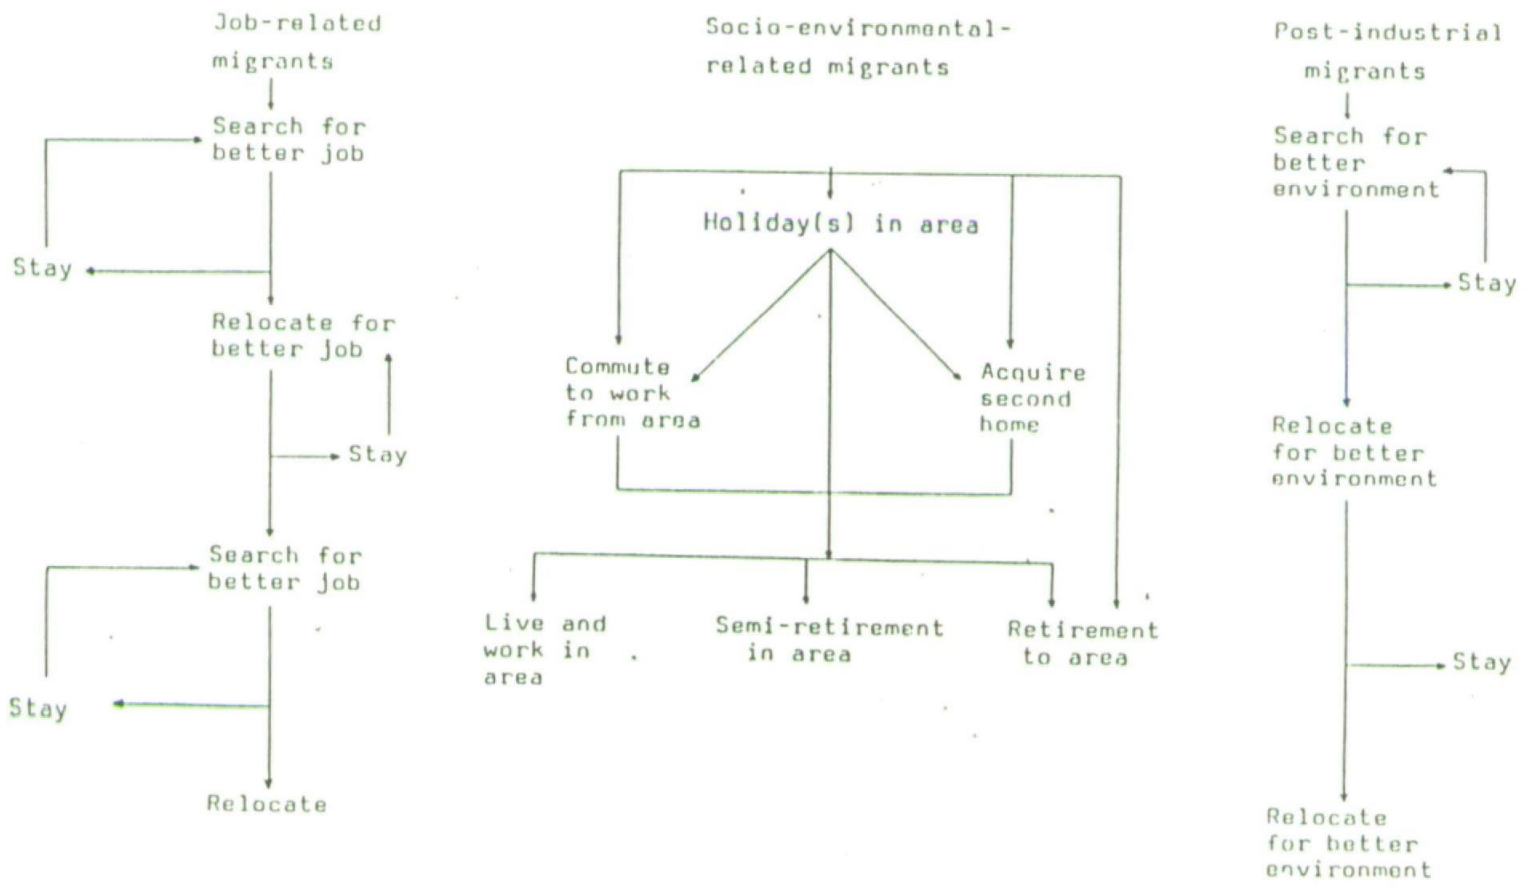 Job-related
migrants
Search for
better job
Stay
Relocate for
better job
Stay
Search for
better job
Stay
Relocate
Socio-environmental-
related migrants
Holiday(s) in area
Commute
to work
from area
Acquire
second
home
Live and
work in
area
Semi-retirement
in area
Retirement
to area
Post-industrial
migrants
Search for
better
environment
Stay
Relocate
for better
environment
Stay
Relocate
for better
environment